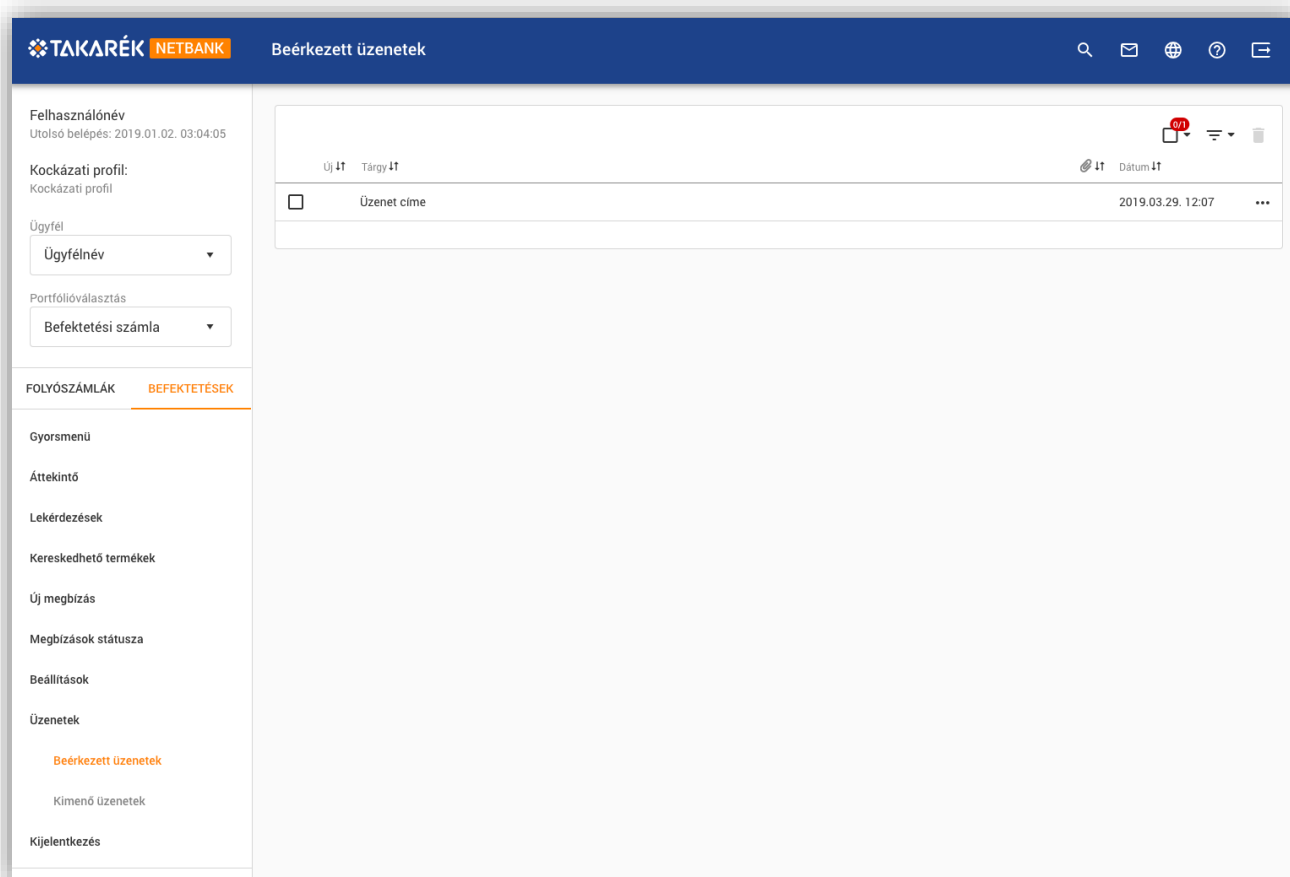 TAKARÉK NETBANK
Beérkezett üzenetek
Felhasználónév
Utolsó belépés: 2019.01.02. 03:04:05
Kockázati profil:
Kockázati profil
Ügyfél
Ügyfélnév
Portfólióválasztás
Befektetési számla
FOLYÓSZÁMLÁK BEFEKTETÉSEK
Gyorsmenü
Áttekintő
Lekérdezések
Kereskedhető termékek
Új megbízás
Megbízások státusza
Beállítások
Üzenetek
Beérkezett üzenetek
Kimenő üzenetek
Kijelentkezés
0/1
Új Tárgy Dátum
Üzenet címe 2019.03.29. 12:07